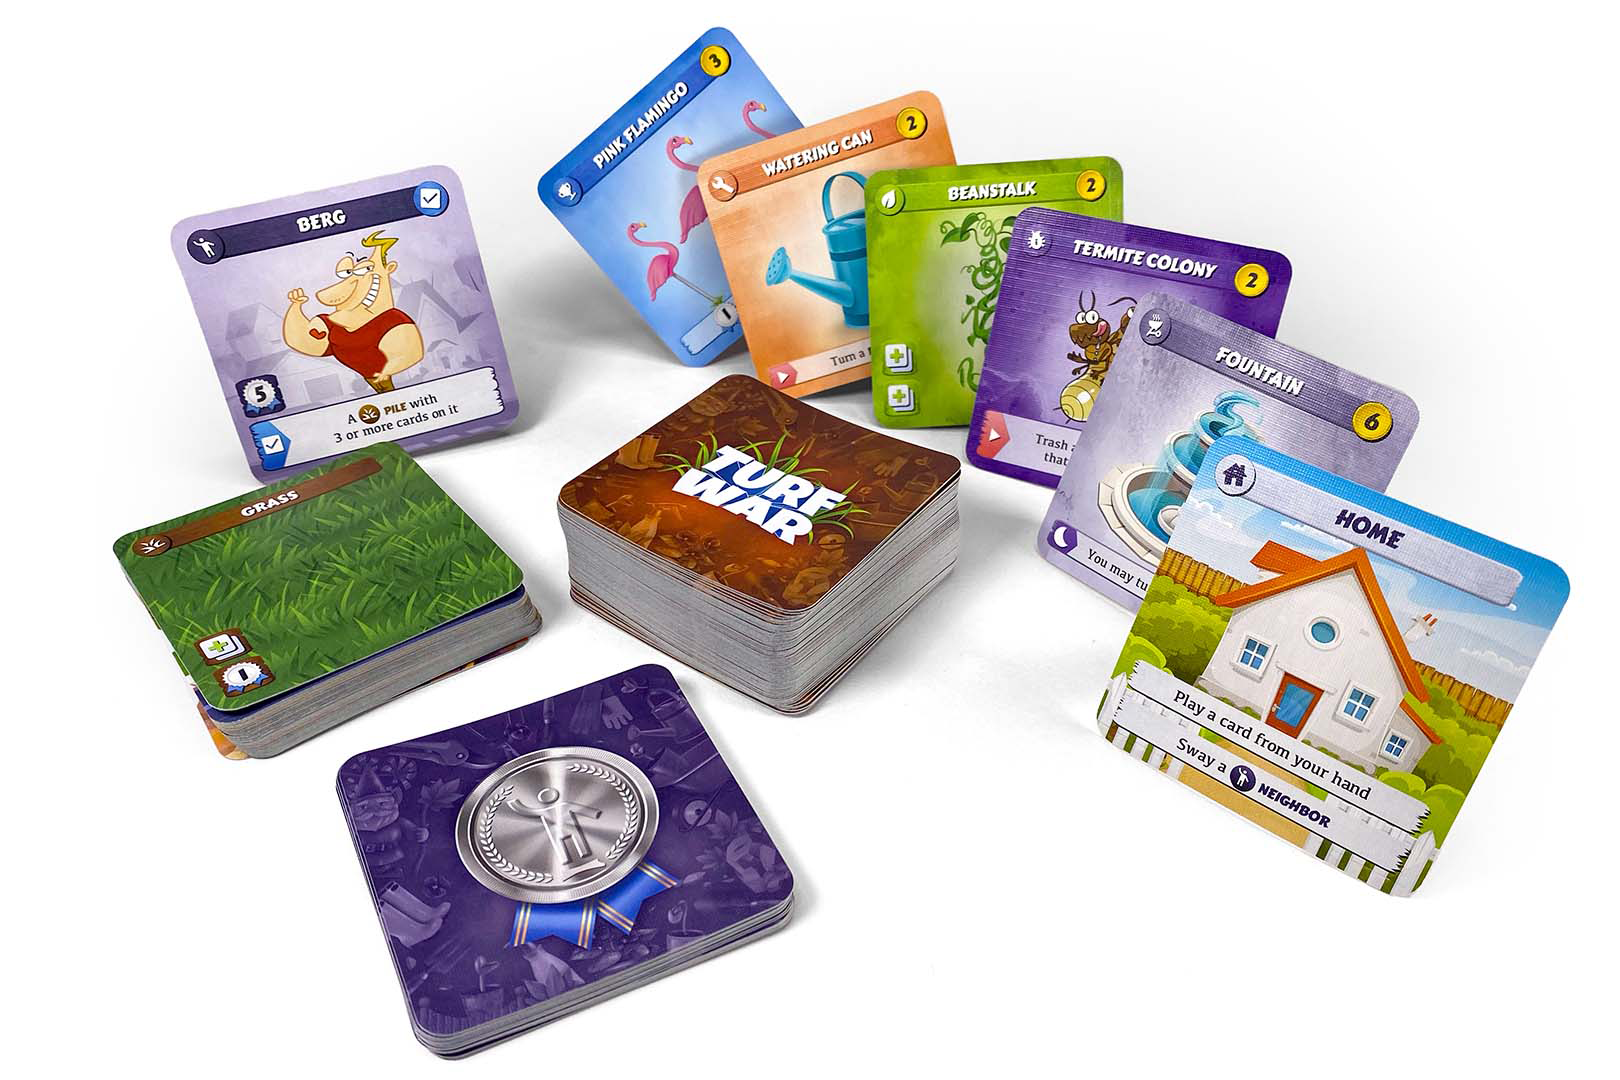 BERG
5
A PILE with
3 or more cards on it
PINK FLAMINGO
3
1
WATERING CAN
2
Turn a
BEANSTALK
2
TERMITE COLONY
2
Trash
that
FOUNTAIN
6
You may tu
HOME
Play a card from your hand
Sway a NEIGHBOR
GRASS
1
TURF
WAR